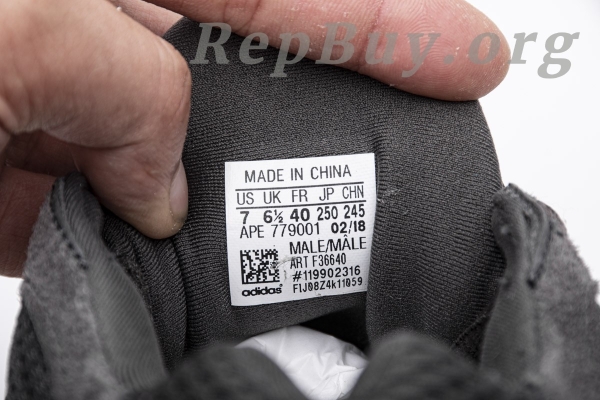 RepBuy.org
MADE IN CHINA
US UK FR JP CHN
7 6½ 40 250 245
APE 779001 02/18
MALE/MÂLE
ART F36640
#119902316
F1J08Z4k11059
adidas